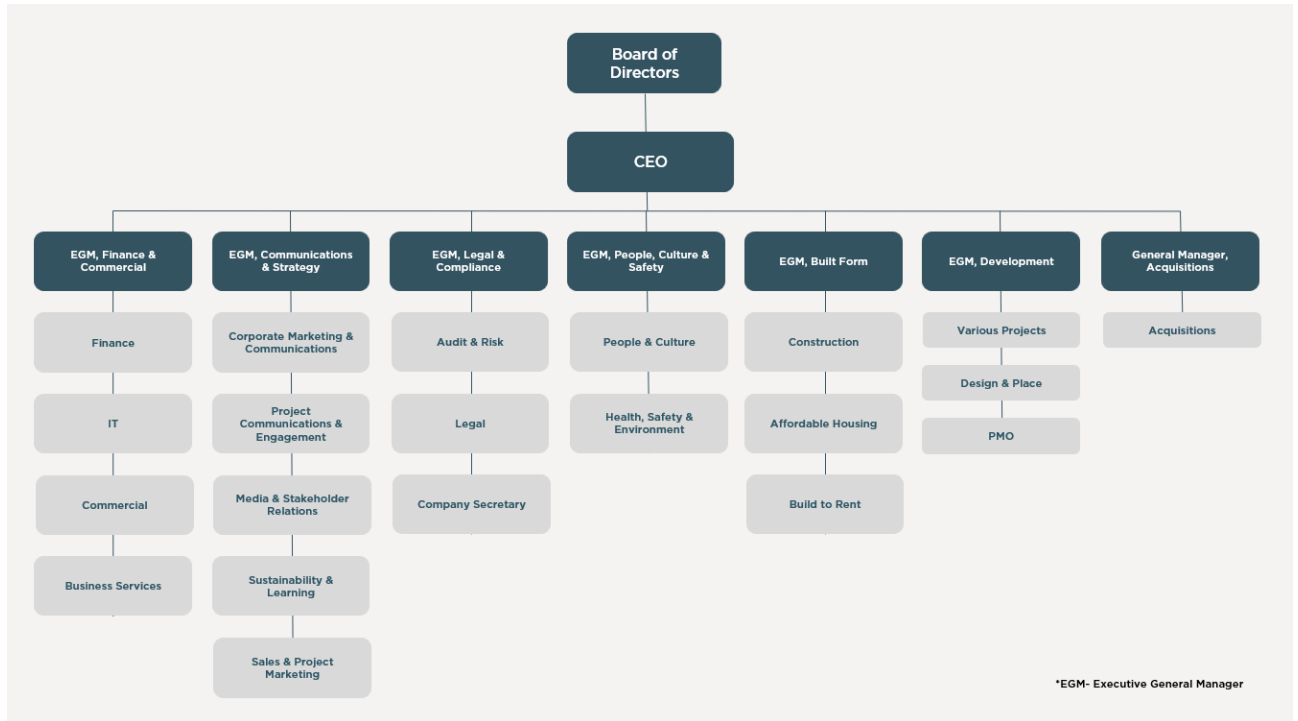 Board of
Directors
CEO
EGM, Finance &
Commercial
EGM, Communications
& Strategy
EGM, Legal &
Compliance
EGM, People, Culture &
Safety
EGM, Built Form
EGM, Development
General Manager,
Acquisitions
Finance
IT
Commercial
Business Services
Corporate Marketing &
Communications
Project
Communications &
Engagement
Media & Stakeholder
Relations
Sustainability &
Learning
Sales & Project
Marketing
Audit & Risk
Legal
Company Secretary
People & Culture
Health, Safety &
Environment
Construction
Affordable Housing
Build to Rent
Various Projects
Design & Place
PMO
Acquisitions
*EGM- Executive General Manager